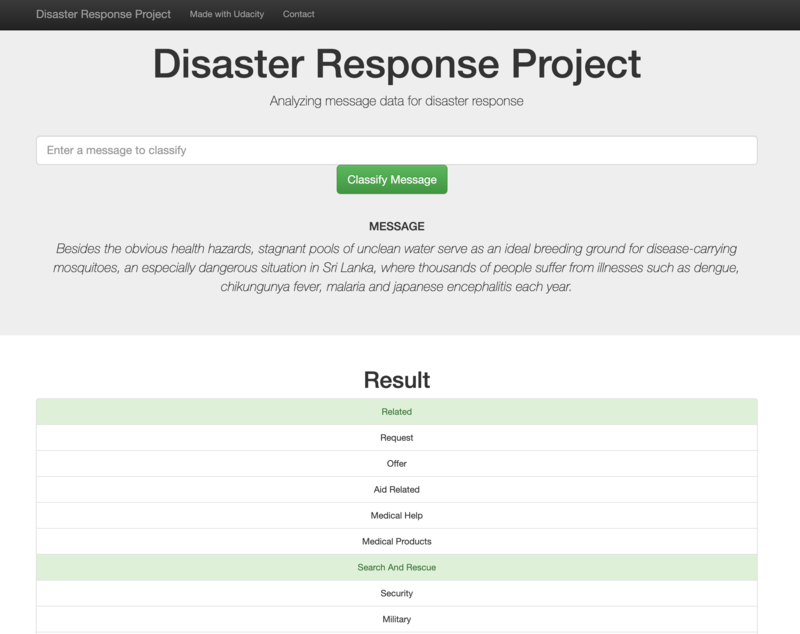 Disaster Response Project Made with Udacity Contact
Disaster Response Project
Analyzing message data for disaster response
Enter a message to classify
Classify Message
MESSAGE
Besides the obvious health hazards, stagnant pools of unclean water serve as an ideal breeding ground for disease-carrying
mosquitoes, an especially dangerous situation in Sri Lanka, where thousands of people suffer from illnesses such as dengue,
chikungunya fever, malaria and japanese encephalitis each year.
Result
Related
Request
Offer
Aid Related
Medical Help
Medical Products
Search And Rescue
Security
Military